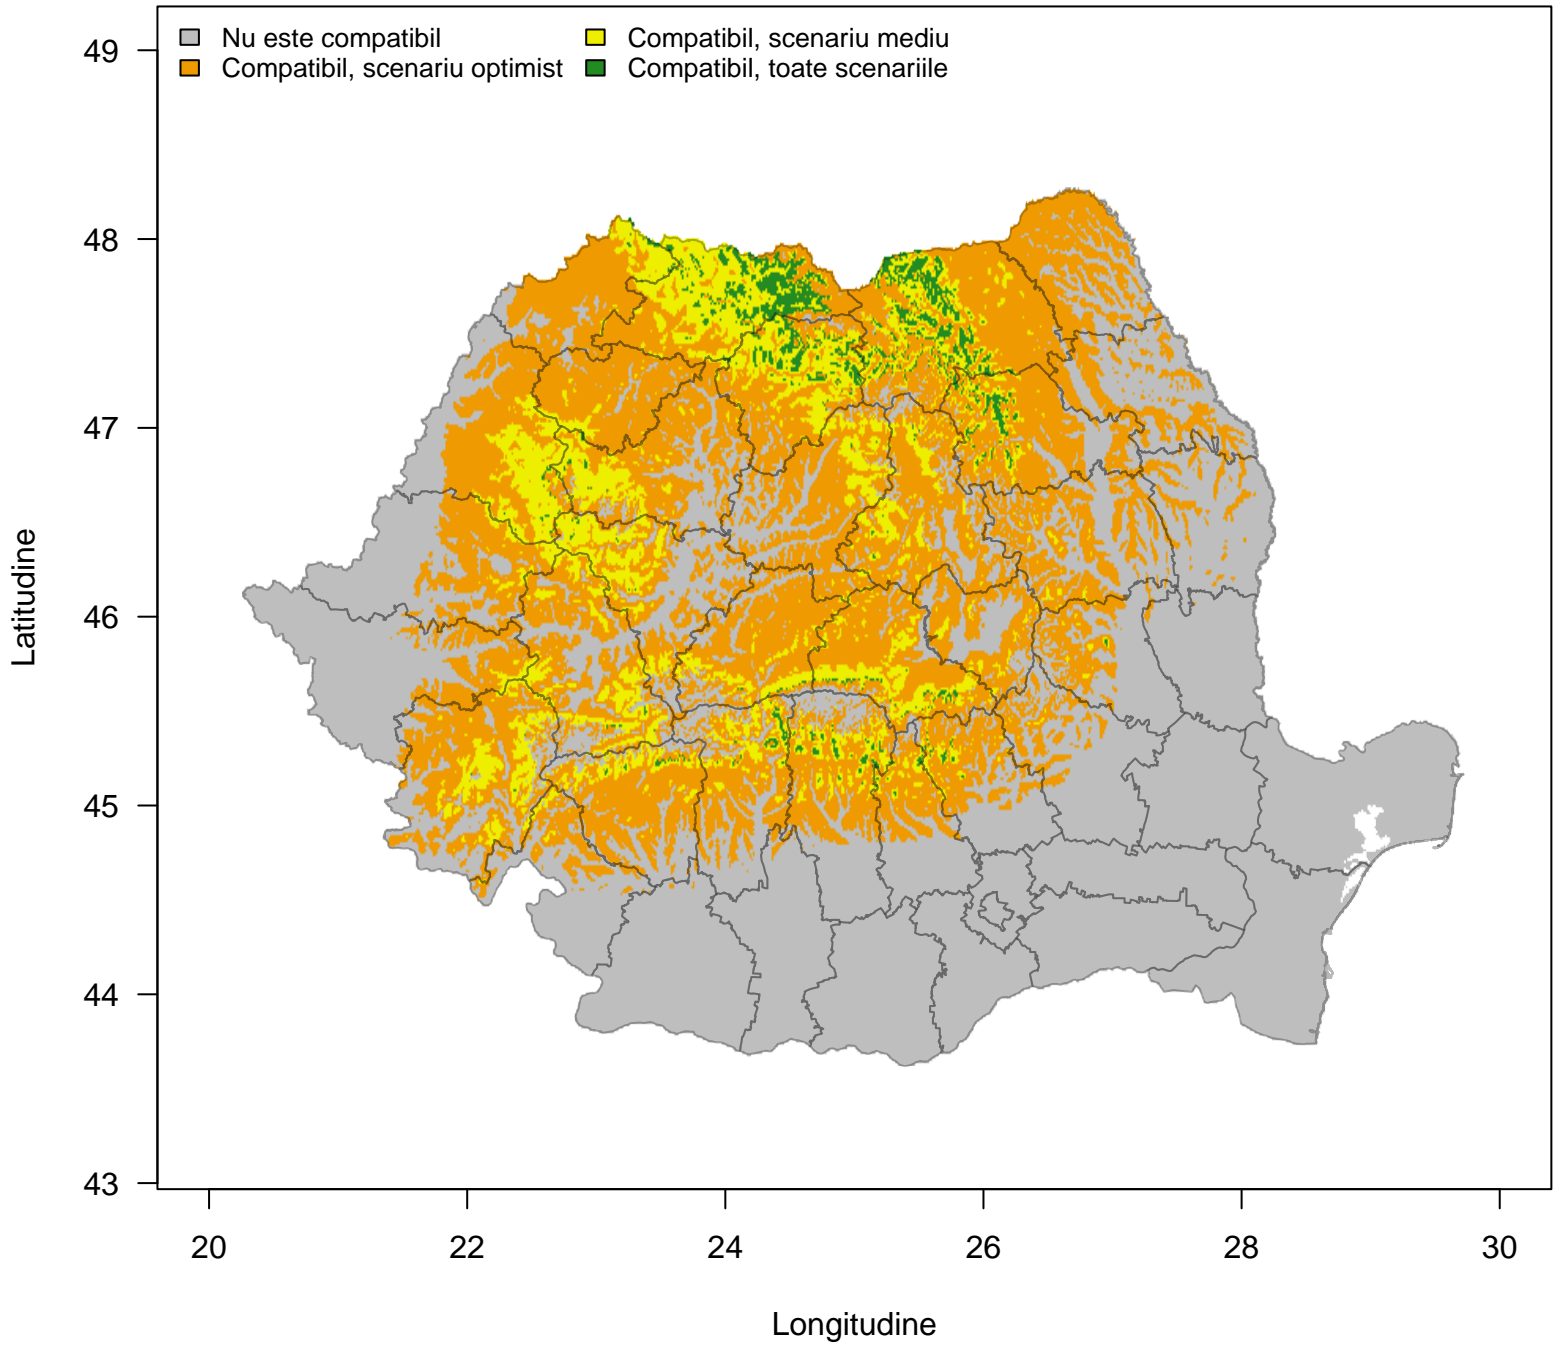 Nu este compatibil
Compatibil, scenariu optimist
Compatibil, scenariu mediu
Compatibil, toate scenariile
49
48
47
46
45
44
43
Latitudine
20 22 24 26 28 30
Longitudine